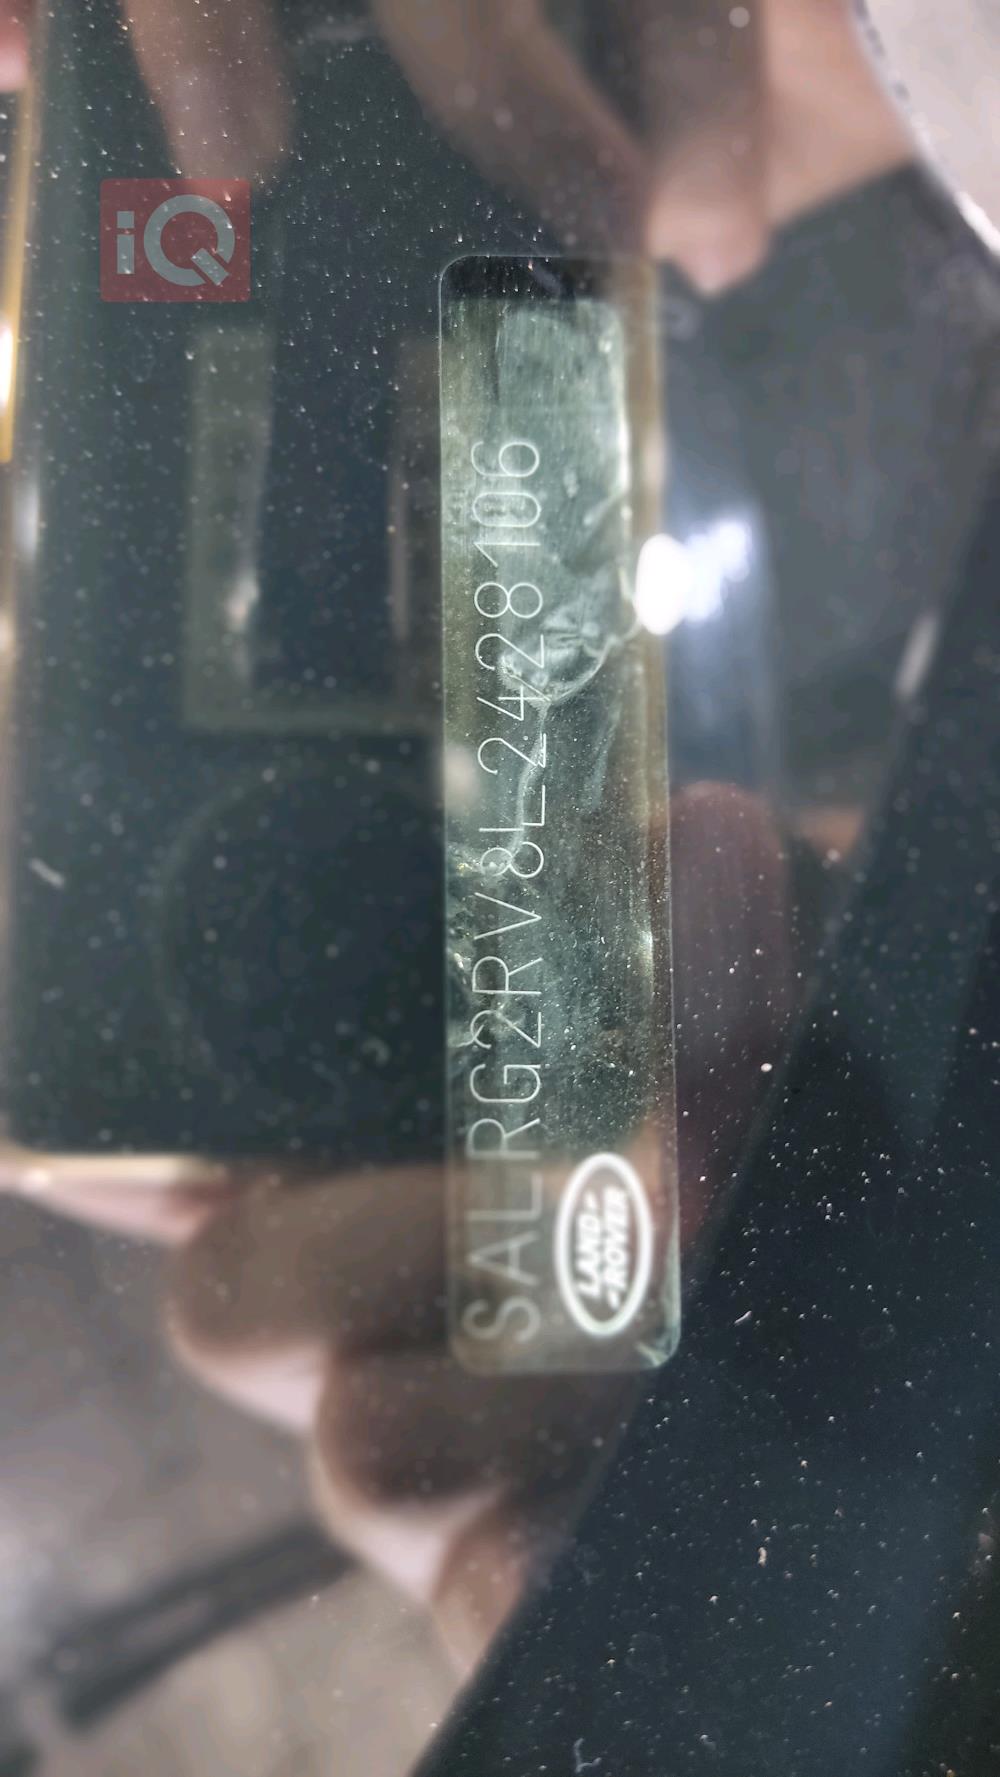 iQ
SALRG2RV8L2428106
LAND-
-ROVER